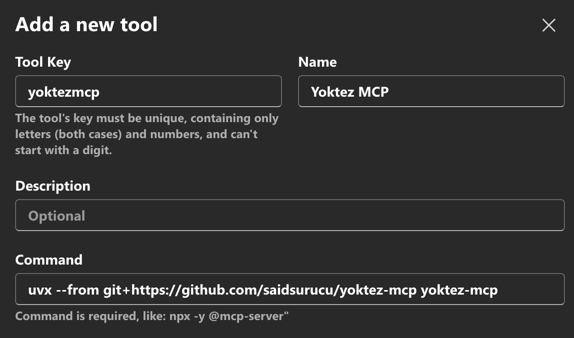 Add a new tool
Tool Key
Name
yoktezmcp
Yoktez MCP
The tool's key must be unique, containing only
letters (both cases) and numbers, and can't
start with a digit.
Description
Optional
Command
uvx --from git+https://github.com/saidsurucu/yoktez-mcp yoktez-mcp
Command is required, like: npx -y @mcp-server"